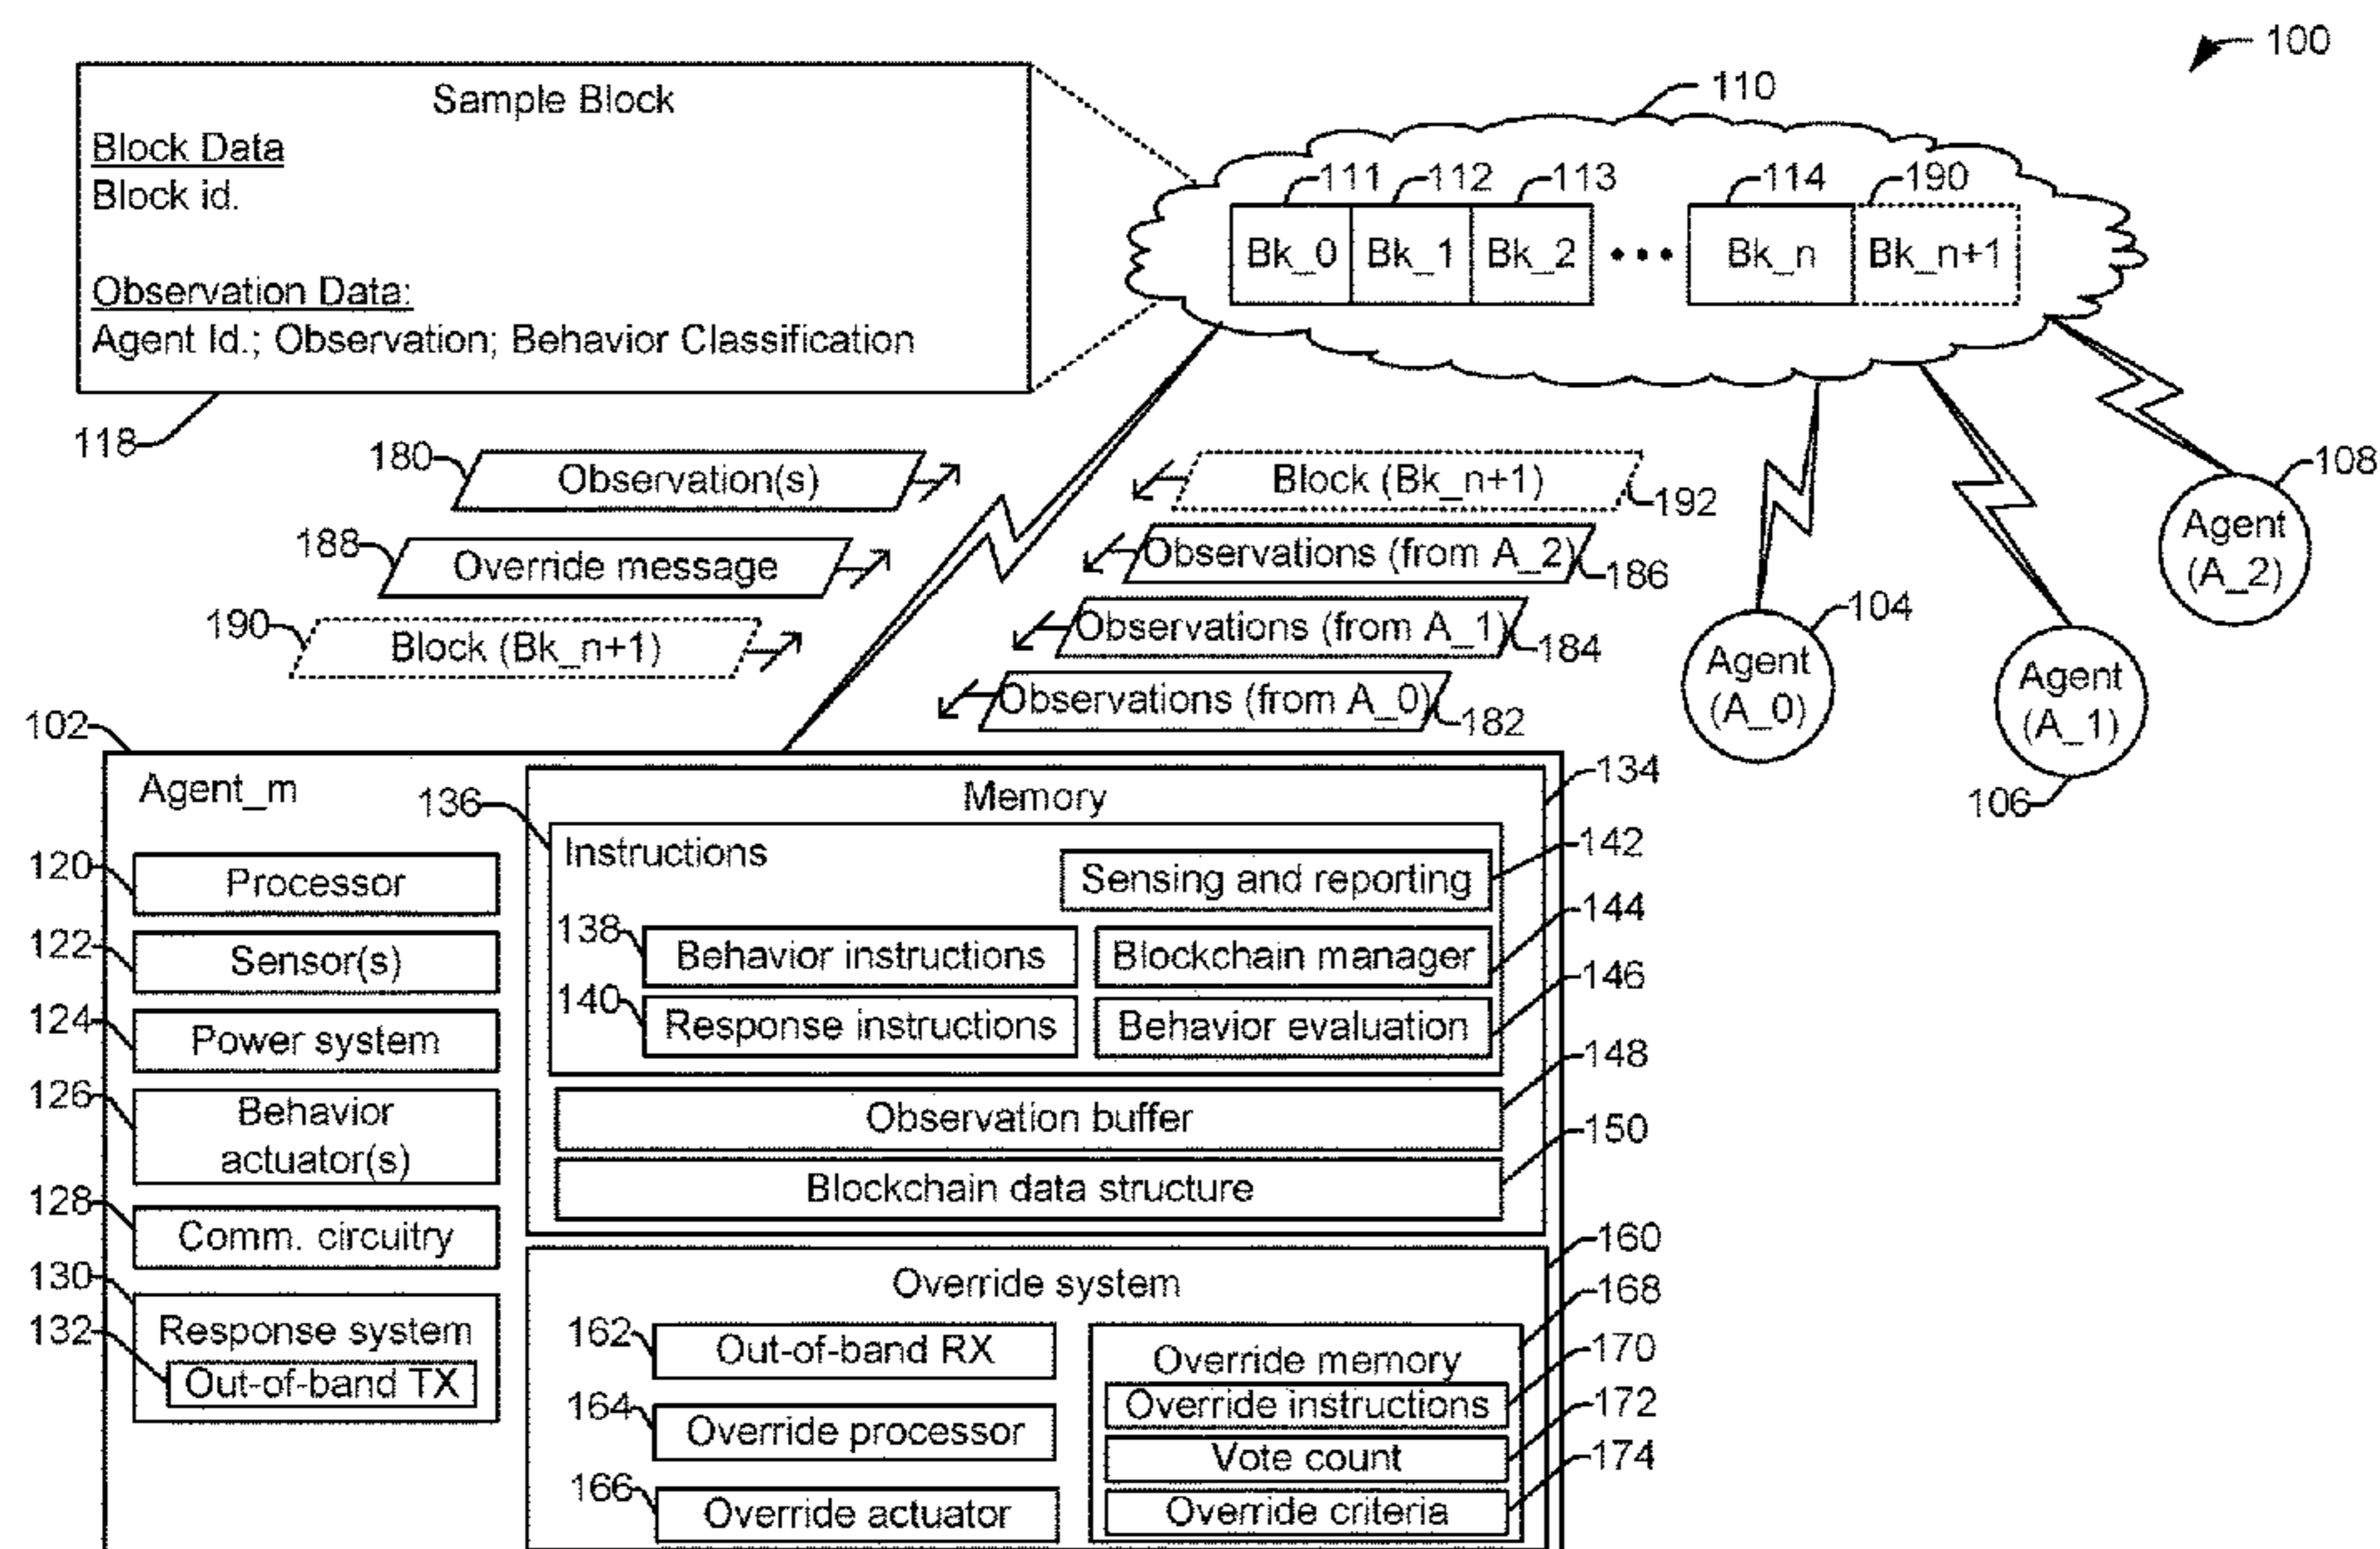 100
110
Sample Block
Block Data
Block id.
Observation Data:
Agent Id.; Observation; Behavior Classification
118
111 112 113 114 190
Bk_0 Bk_1 Bk_2 ••• Bk_n Bk_n+1
180 Observation(s)
188 Override message
190 Block (Bk_n+1)
Block (Bk_n+1) 192
Observations (from A_2) 186
Observations (from A_1) 184
Observations (from A_0) 182
108
Agent
(A_2)
104
Agent
(A_0)
Agent
(A_1)
106
102
Agent_m
120 Processor
122 Sensor(s)
124 Power system
126 Behavior
actuator(s)
128 Comm. circuitry
130
Response system
132 Out-of-band TX
134
Memory
136
Instructions
142
Sensing and reporting
138 Behavior instructions
144
Blockchain manager
140 Response instructions
146
Behavior evaluation
148
Observation buffer
150
Blockchain data structure
160
Override system
162 Out-of-band RX
164 Override processor
166 Override actuator
168
Override memory
170
Override instructions
172
Vote count
174
Override criteria